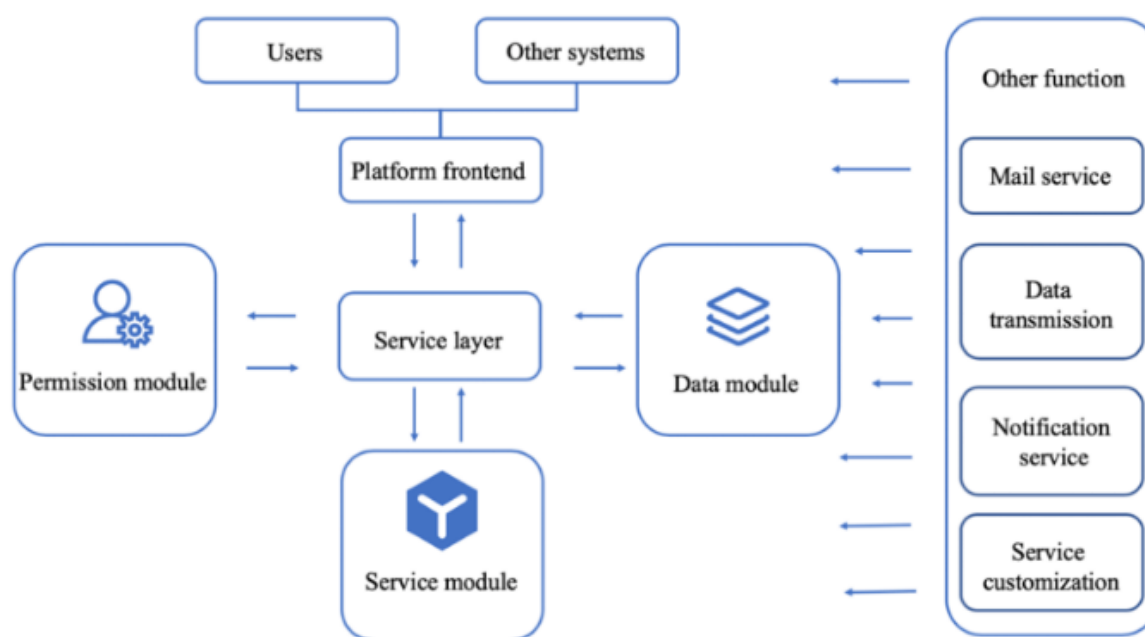 Users
Other systems
Other function
Platform frontend
Mail service
Permission module
Service layer
Data module
Data
transmission
Notification
service
Service module
Service
customization